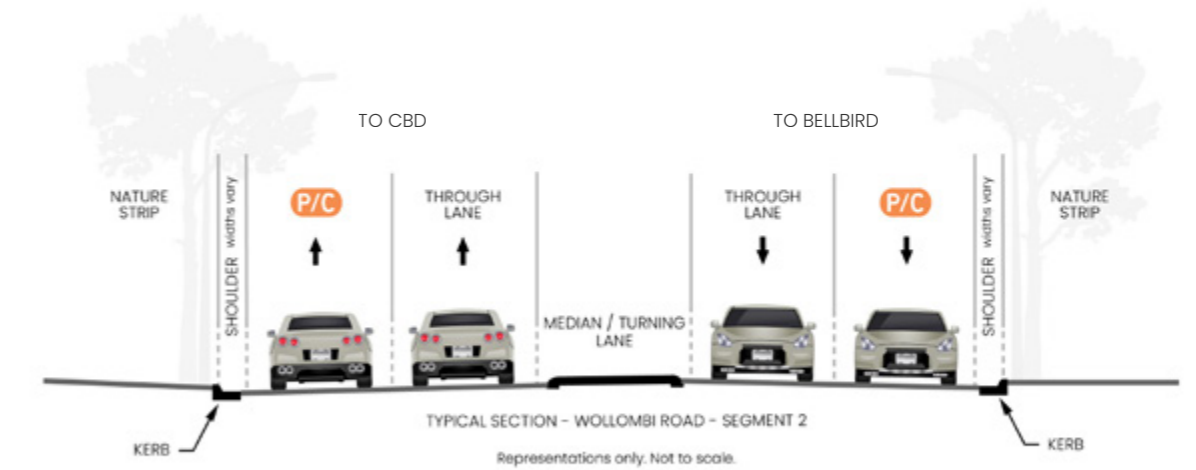 TO CBD
TO BELLBIRD
NATURE
STRIP
SHOULDER widths vary
P/C
THROUGH
LANE
MEDIAN / TURNING
LANE
THROUGH
LANE
P/C
SHOULDER widths vary
NATURE
STRIP
KERB
TYPICAL SECTION - WOLLOMBI ROAD - SEGMENT 2
KERB
Representations only. Not to scale.